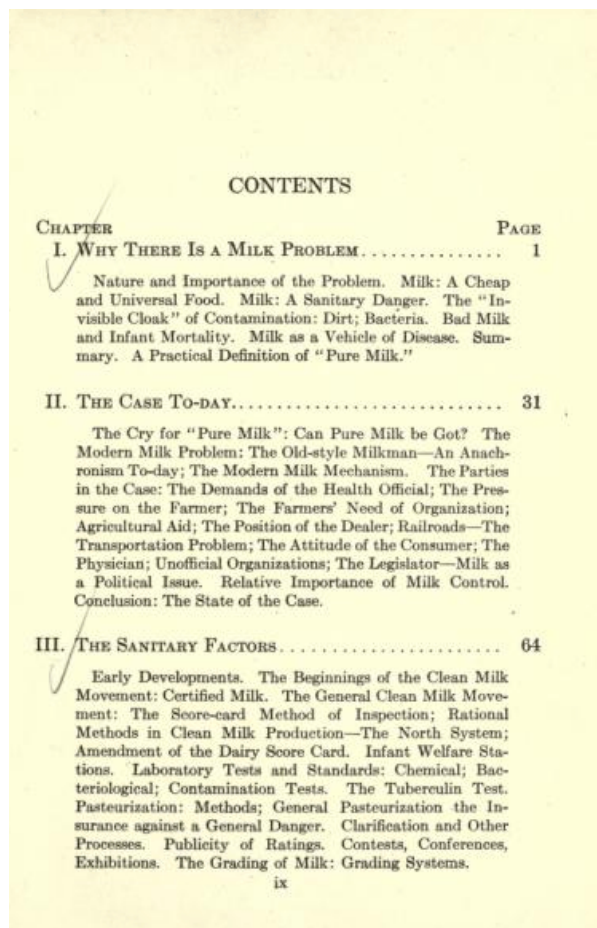 CONTENTS
CHAPTER PAGE
I. WHY THERE IS A MILK PROBLEM............... 1
Nature and Importance of the Problem. Milk: A Cheap
and Universal Food. Milk: A Sanitary Danger. The "In-
visible Cloak" of Contamination: Dirt; Bacteria. Bad Milk
and Infant Mortality. Milk as a Vehicle of Disease. Sum-
mary. A Practical Definition of "Pure Milk."
II. THE CASE TO-DAY............................ 31
The Cry for "Pure Milk": Can Pure Milk be Got? The
Modern Milk Problem: The Old-style Milkman—An Anach-
ronism To-day; The Modern Milk Mechanism. The Parties
in the Case: The Demands of the Health Official; The Pres-
sure on the Farmer; The Farmers' Need of Organization;
Agricultural Aid; The Position of the Dealer; Railroads—The
Transportation Problem; The Attitude of the Consumer; The
Physician; Unofficial Organizations; The Legislator—Milk as
a Political Issue. Relative Importance of Milk Control.
Conclusion: The State of the Case.
III. THE SANITARY FACTORS....................... 64
Early Developments. The Beginnings of the Clean Milk
Movement: Certified Milk. The General Clean Milk Move-
ment: The Score-card Method of Inspection; Rational
Methods in Clean Milk Production—The North System;
Amendment of the Dairy Score Card. Infant Welfare Sta-
tions. Laboratory Tests and Standards: Chemical; Bac-
teriological; Contamination Tests. The Tuberculin Test.
Pasteurization: Methods; General Pasteurization the In-
surance against a General Danger. Clarification and Other
Processes. Publicity of Ratings. Contests, Conferences,
Exhibitions. The Grading of Milk: Grading Systems.
ix